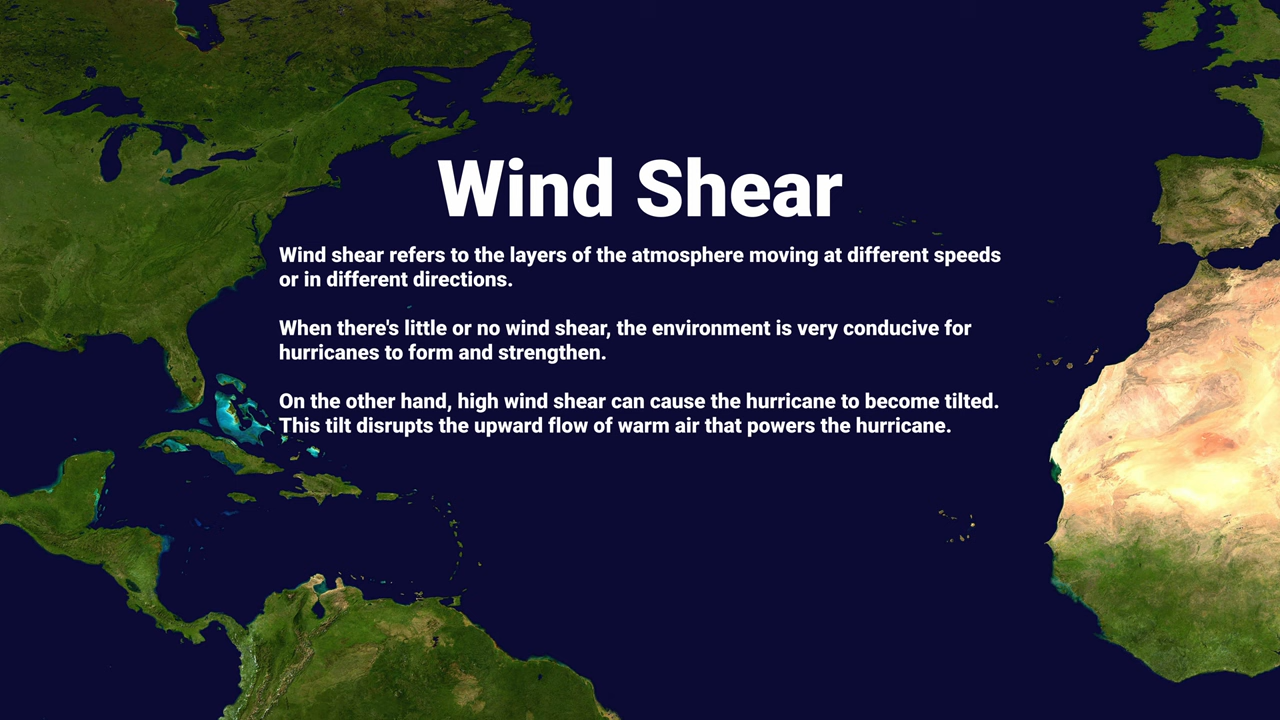 Wind Shear
Wind shear refers to the layers of the atmosphere moving at different speeds
or in different directions.
When there's little or no wind shear, the environment is very conducive for
hurricanes to form and strengthen.
On the other hand, high wind shear can cause the hurricane to become tilted.
This tilt disrupts the upward flow of warm air that powers the hurricane.